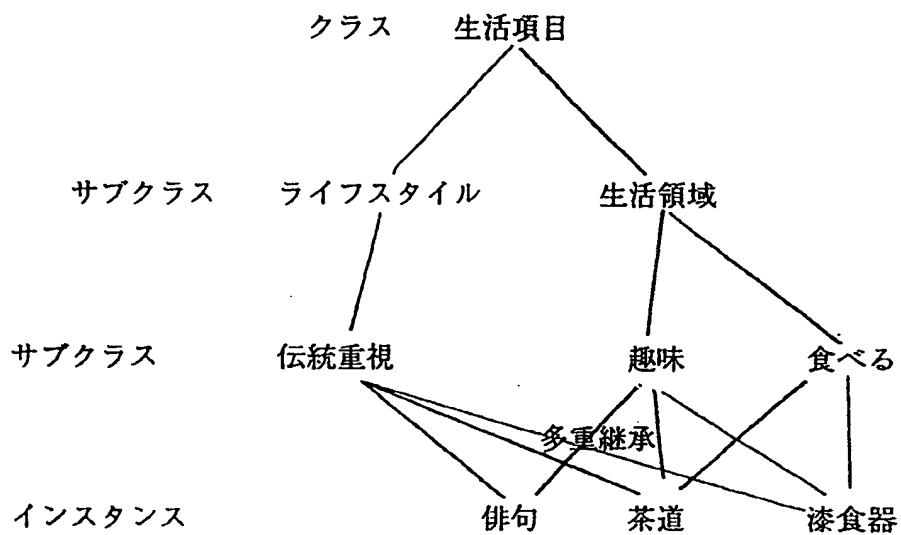 クラス 生活項目
サブクラス ライフスタイル 生活領域
サブクラス 伝統重視 趣味 食べる
多重継承
インスタンス 俳句 茶道 漆食器